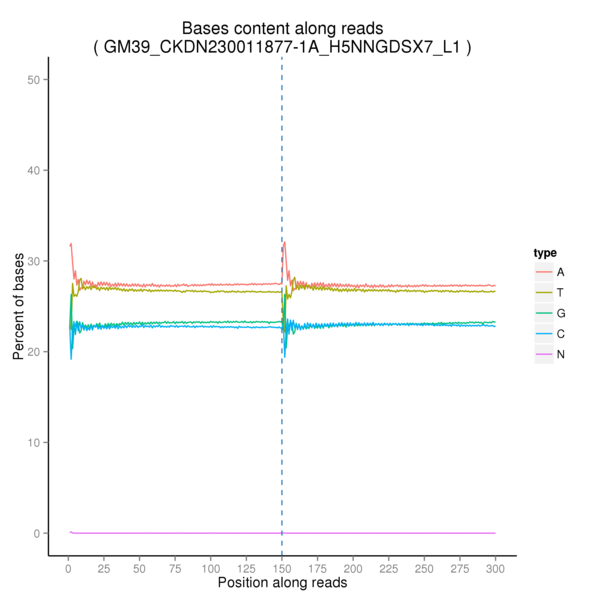 Bases content along reads
( GM39_CKDN230011877-1A_H5NNGDSX7_L1 )
50
40
30
20
10
0
Percent of bases
0 25 50 75 100 125 150 175 200 225 250 275 300
Position along reads
type
A
T
G
C
N